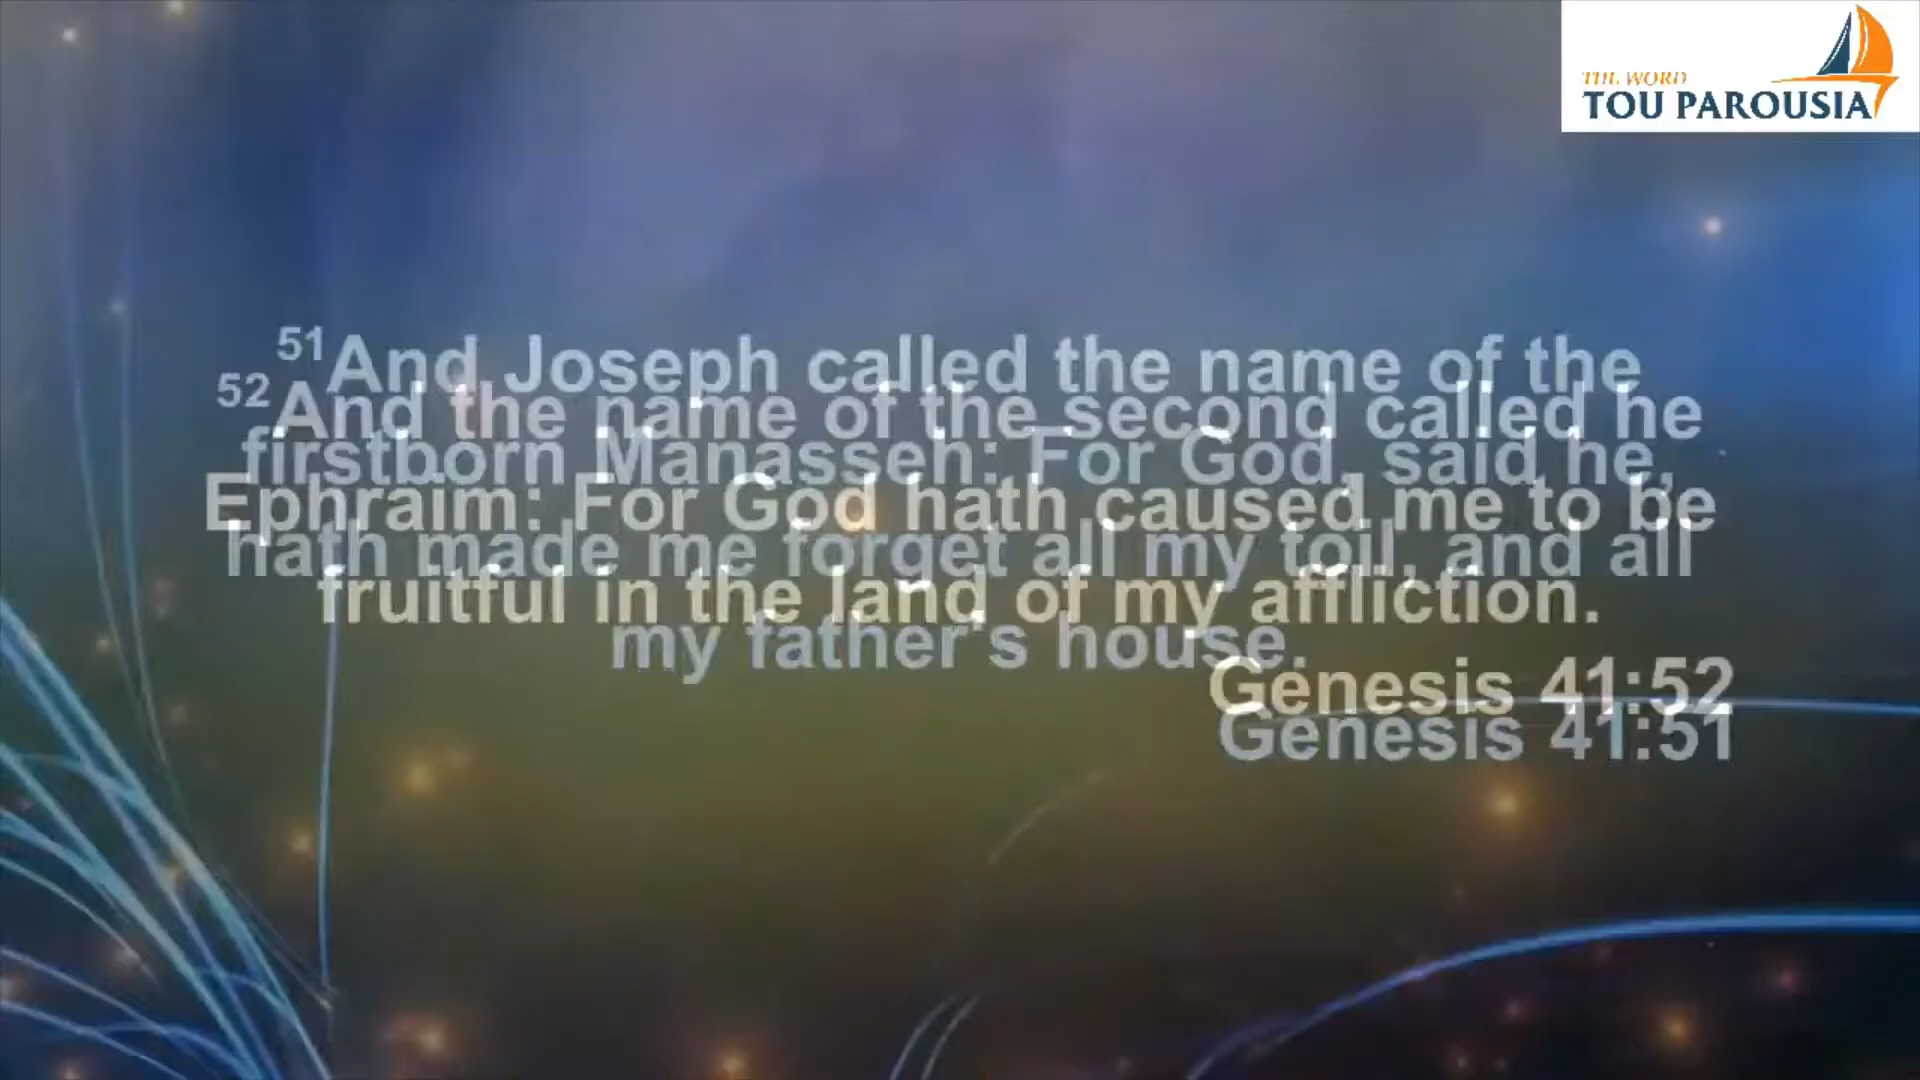 THE WORD
TOU PAROUSIA
51And Joseph called the name of the
firstborn Manasseh: For God, said he,
hath made me forget all my toil, and all
my father's house.
Genesis 41:51
52And the name of the second called he
Ephraim: For God hath caused me to be
fruitful in the land of my affliction.
Genesis 41:52